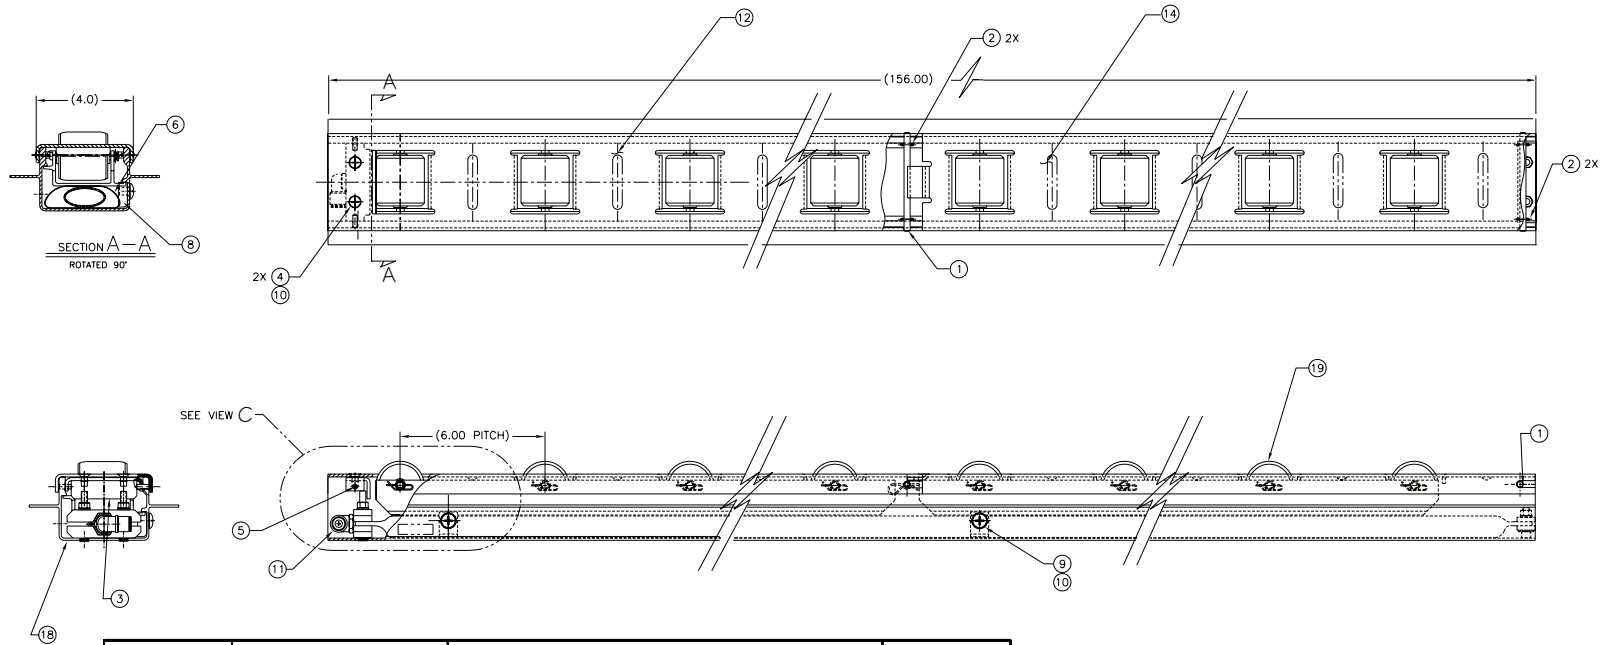 12
14
2 2X
(156.00)
A
(4.0)
6
2 2X
SECTION A-A
ROTATED 90°
8
A
2X 4
10
1
19
SEE VIEW C
(6.00 PITCH)
1
5
11
9
10
3
18